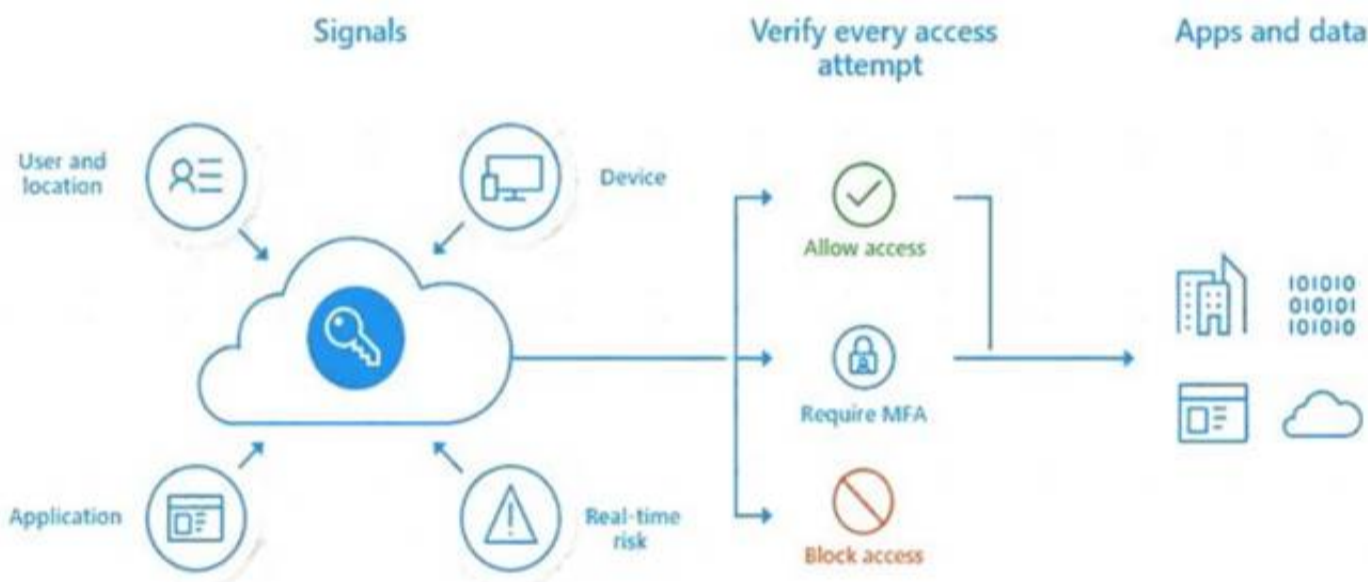 Signals
Verify every access
attempt
Apps and data
User and
location
Device
Allow access
101010
010101
101010
Require MFA
Application
Real-time
risk
Block access